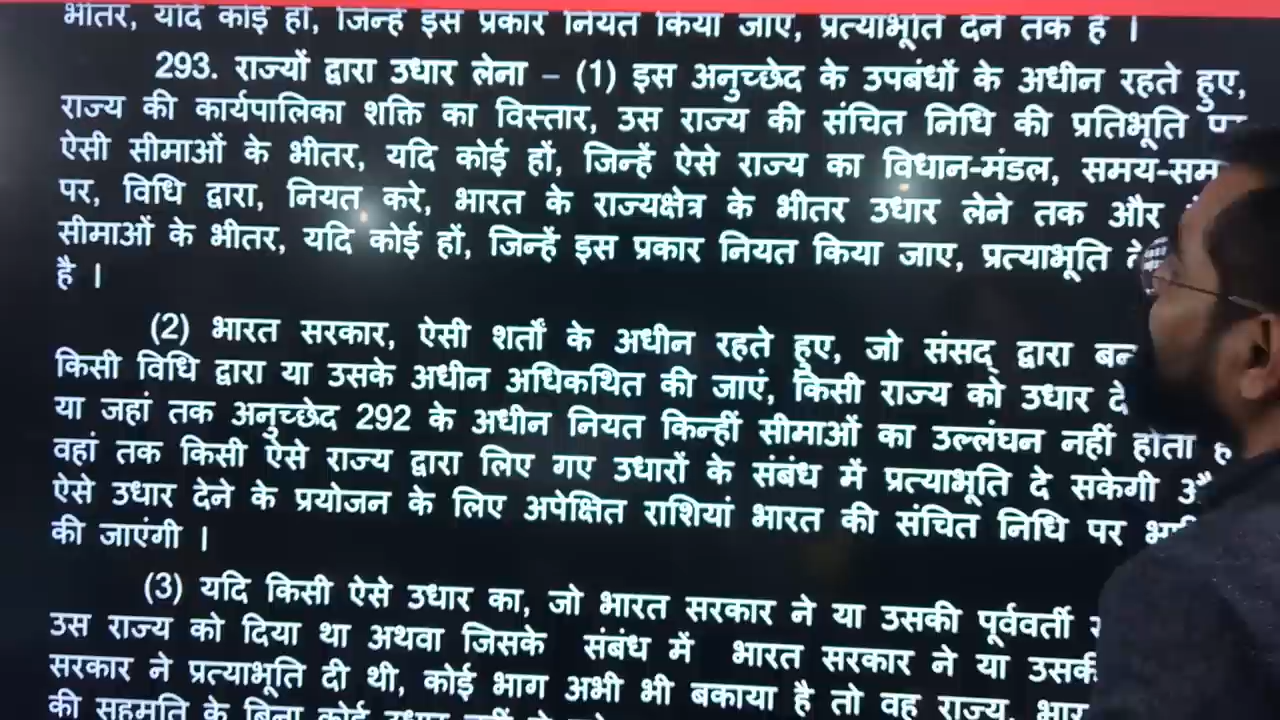 भीतर, यदि कोई हों, जिन्हें इस प्रकार नियत किया जाए, प्रत्याभूति देने तक है ।
293. राज्यों द्वारा उधार लेना – (1) इस अनुच्छेद के उपबंधों के अधीन रहते हुए,
राज्य की कार्यपालिका शक्ति का विस्तार, उस राज्य की संचित निधि की प्रतिभूति
ऐसी सीमाओं के भीतर, यदि कोई हों, जिन्हें ऐसे राज्य का विधान-मंडल,
पर, विधि द्वारा, नियत करे, भारत के राज्यक्षेत्र के भीतर उधार लेने तक और
सीमाओं के भीतर, यदि कोई हों, जिन्हें इस प्रकार नियत किया जाए, प्रत्याभूति
है ।
(2) भारत सरकार, ऐसी शर्तों के अधीन रहते हुए, जो संसद् द्वारा
किसी विधि द्वारा या उसके अधीन अधिकथित की जाएं, किसी राज्य को उधार
या जहां तक अनुच्छेद 292 के अधीन नियत किन्हीं सीमाओं का उल्लंघन नहीं होता
वहां तक किसी ऐसे राज्य द्वारा लिए गए उधारों के संबंध में प्रत्याभूति दे सकेगी
ऐसे उधार देने के प्रयोजन के लिए अपेक्षित राशियां भारत की संचित निधि पर
की जाएंगी ।
(3) यदि किसी ऐसे उधार का, जो भारत सरकार ने या उसकी पूर्ववर्ती
उस राज्य को दिया था अथवा जिसके संबंध में भारत सरकार ने या
सरकार ने प्रत्याभूति दी थी, कोई भाग अभी भी बकाया है तो वह राज्य,
की सहमति के बिना कोई उधार